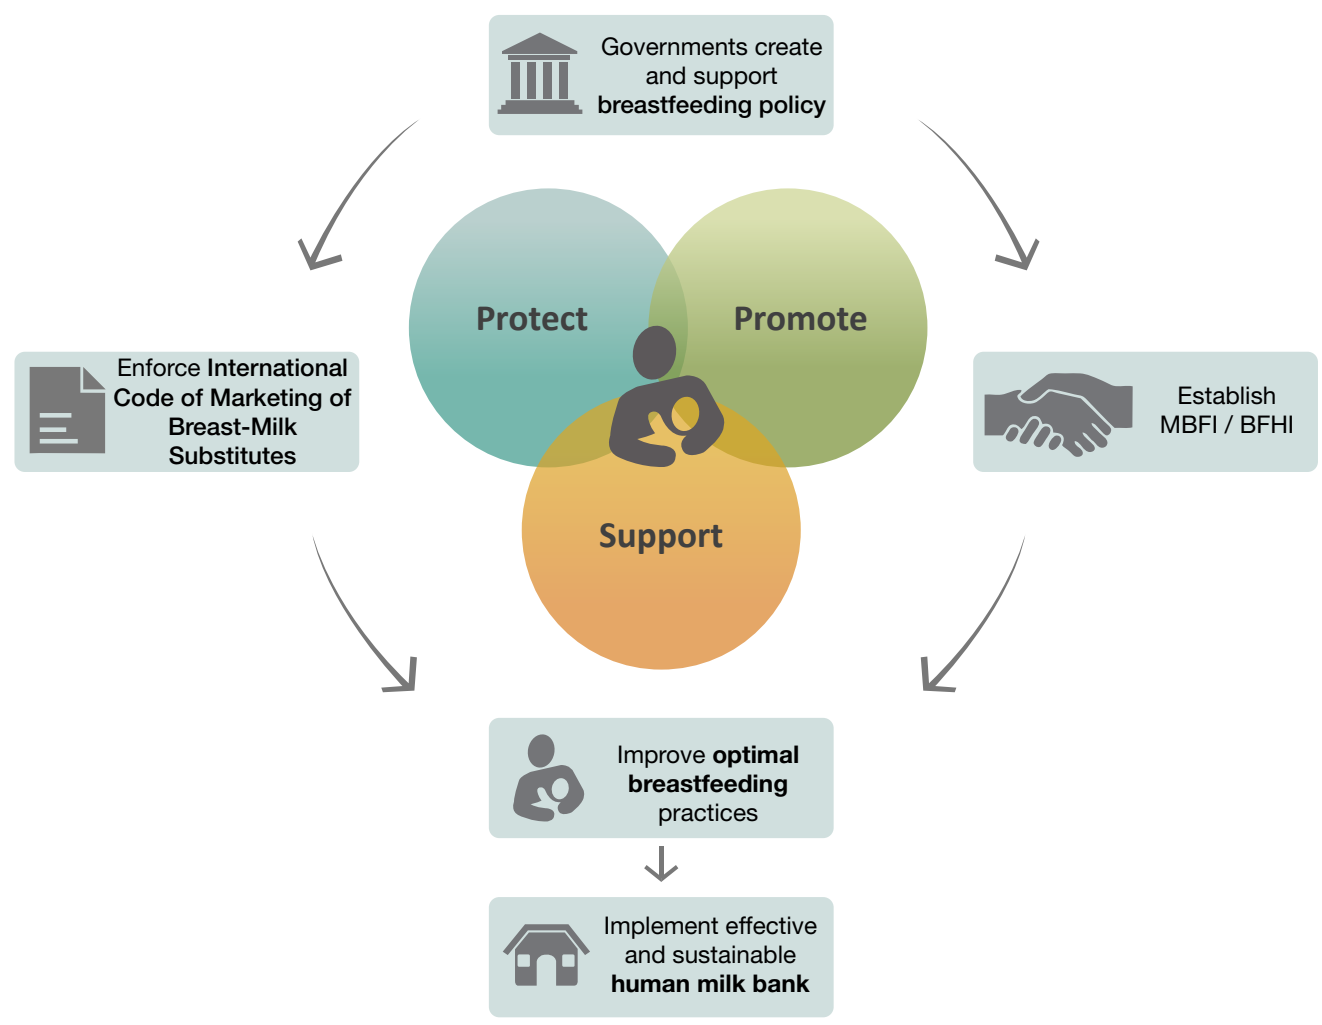 Governments create
and support
breastfeeding policy
Protect
Promote
Enforce International
Code of Marketing of
Breast-Milk
Substitutes
Establish
MBFI / BFHI
Support
Improve optimal
breastfeeding
practices
Implement effective
and sustainable
human milk bank